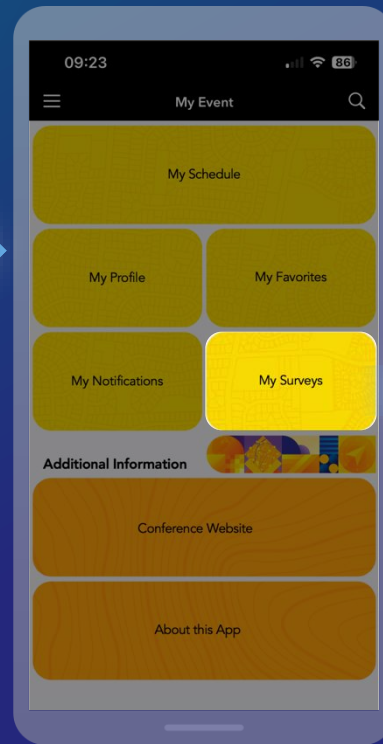 09:23
86
My Event
My Schedule
My Profile
My Favorites
My Notifications
My Surveys
Additional Information
Conference Website
About this App